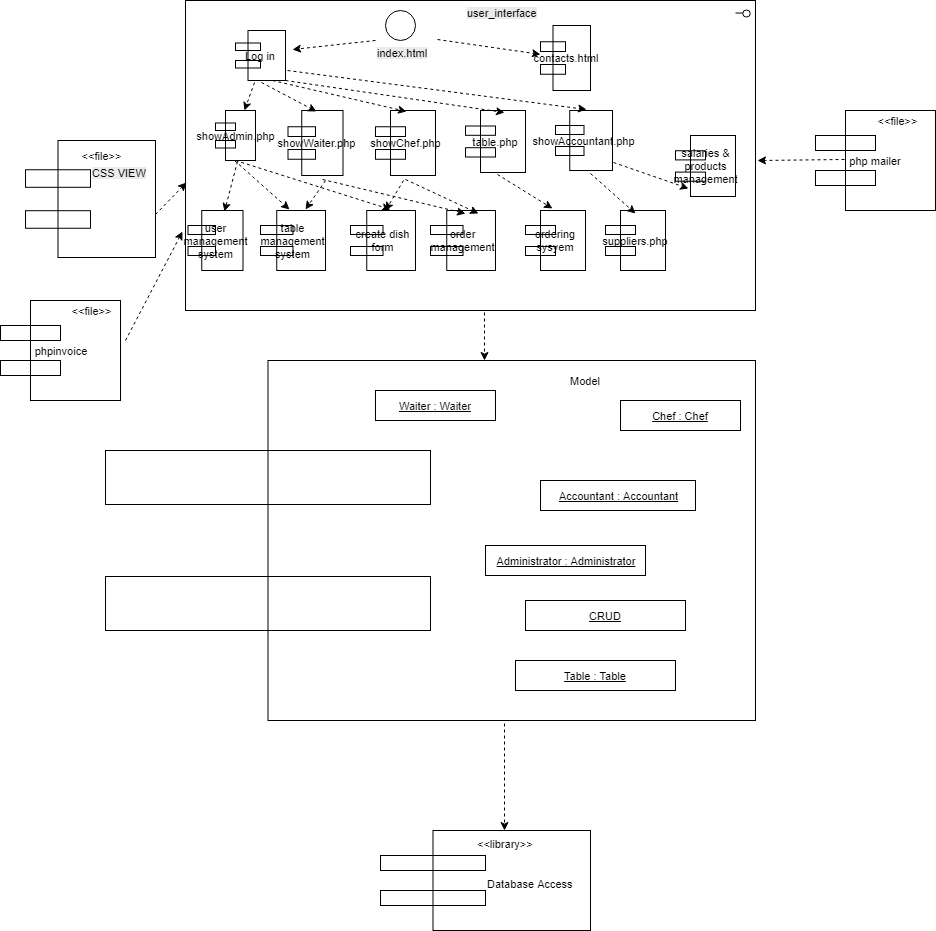 user_interface
index.html
Log in
contacts.html
showAdmin.php
showWaiter.php
showChef.php
table.php
showAccountant.php
salaries &
products
management
<<file>>
php mailer
<<file>>
CSS VIEW
user
management
system
table
management
system
create dish
form
order
management
ordering
sysyem
suppliers.php
<<file>>
phpinvoice
Model
Waiter : Waiter
Chef : Chef
Accountant : Accountant
Administrator : Administrator
CRUD
Table : Table
<<library>>
Database Access